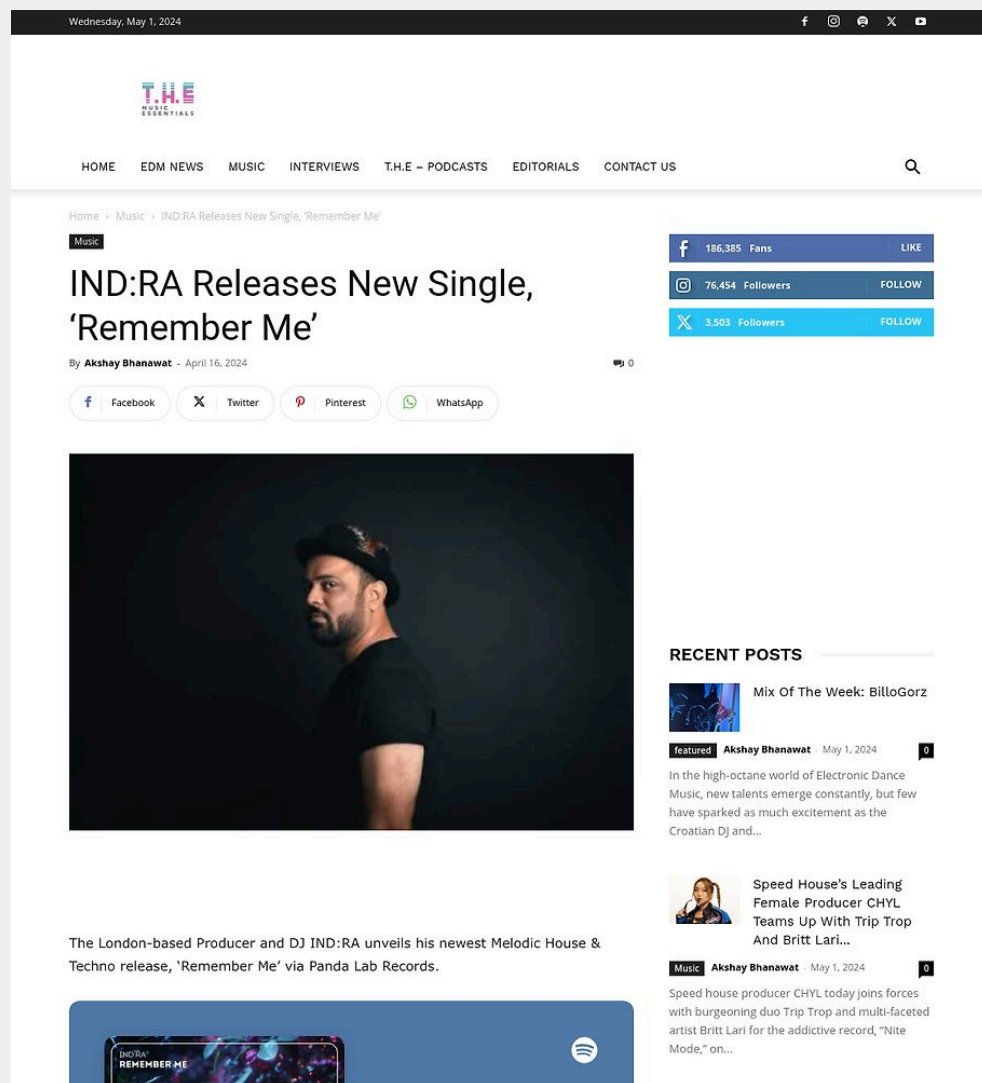 Wednesday, May 1, 2024
T.H.E
MUSIC
ESSENTIALS
HOME EDM NEWS MUSIC INTERVIEWS T.H.E – PODCASTS EDITORIALS CONTACT US
Home › Music › IND:RA Releases New Single, 'Remember Me'
Music
IND:RA Releases New Single,
‘Remember Me’
By Akshay Bhanawat - April 16, 2024 0
Facebook Twitter Pinterest WhatsApp
The London-based Producer and DJ IND:RA unveils his newest Melodic House &
Techno release, ‘Remember Me’ via Panda Lab Records.
IND:RA
REMEMBER ME
186,385 Fans LIKE
76,454 Followers FOLLOW
3,503 Followers FOLLOW
RECENT POSTS
Mix Of The Week: BilloGorz
featured Akshay Bhanawat - May 1, 2024 0
In the high-octane world of Electronic Dance
Music, new talents emerge constantly, but few
have sparked as much excitement as the
Croatian DJ and...
Speed House’s Leading
Female Producer CHYL
Teams Up With Trip Trop
And Britt Lari...
Music Akshay Bhanawat - May 1, 2024 0
Speed house producer CHYL today joins forces
with burgeoning duo Trip Trop and multi-faceted
artist Britt Lari for the addictive record, “Nite
Mode,” on...